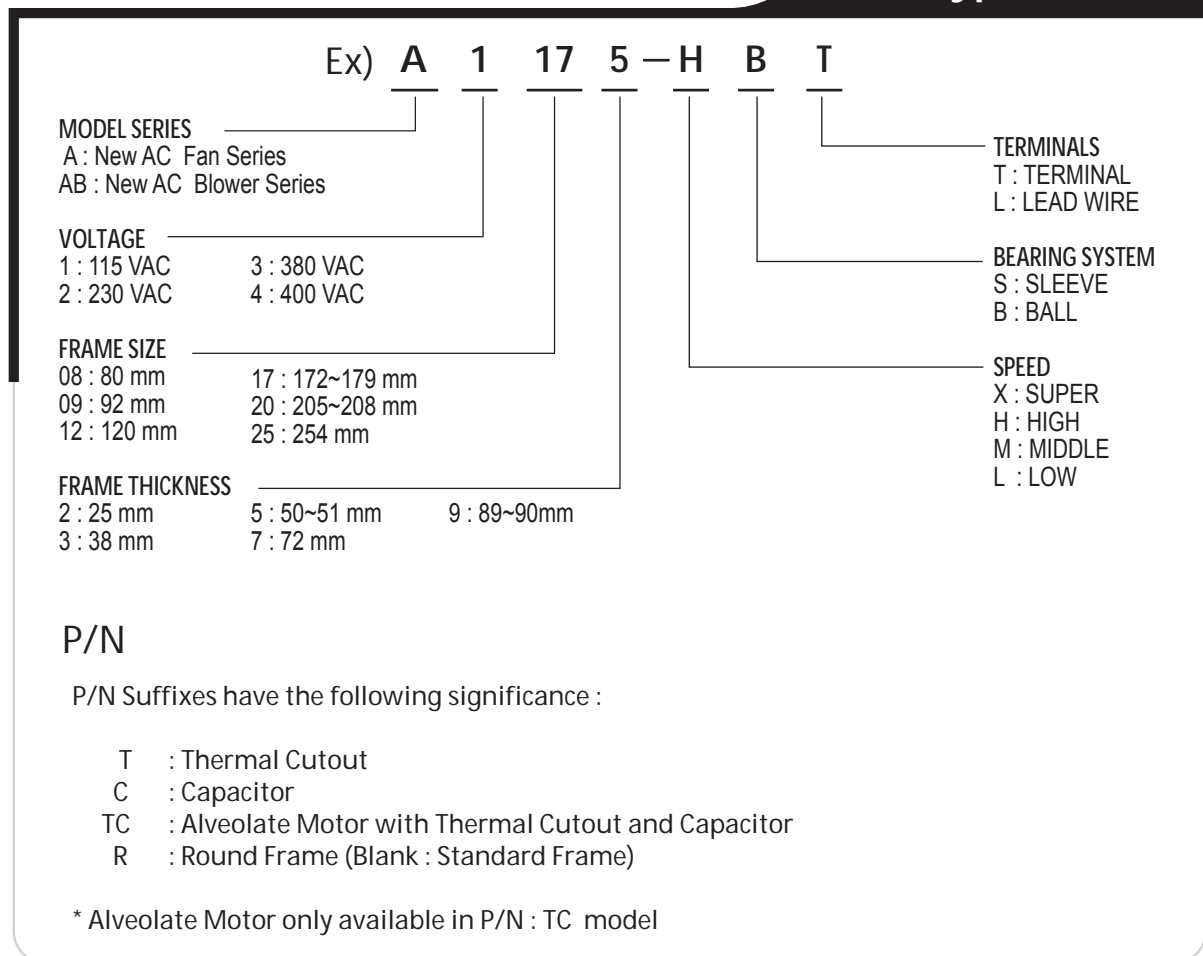 Ex) A 1 17 5 — H B T
MODEL SERIES
A : New AC Fan Series
AB : New AC Blower Series
VOLTAGE
1 : 115 VAC 3 : 380 VAC
2 : 230 VAC 4 : 400 VAC
FRAME SIZE
08 : 80 mm 17 : 172~179 mm
09 : 92 mm 20 : 205~208 mm
12 : 120 mm 25 : 254 mm
FRAME THICKNESS
2 : 25 mm 5 : 50~51 mm 9 : 89~90mm
3 : 38 mm 7 : 72 mm
TERMINALS
T : TERMINAL
L : LEAD WIRE
BEARING SYSTEM
S : SLEEVE
B : BALL
SPEED
X : SUPER
H : HIGH
M : MIDDLE
L : LOW
P/N
P/N Suffixes have the following significance :
T : Thermal Cutout
C : Capacitor
TC : Alveolate Motor with Thermal Cutout and Capacitor
R : Round Frame (Blank : Standard Frame)
* Alveolate Motor only available in P/N : TC model